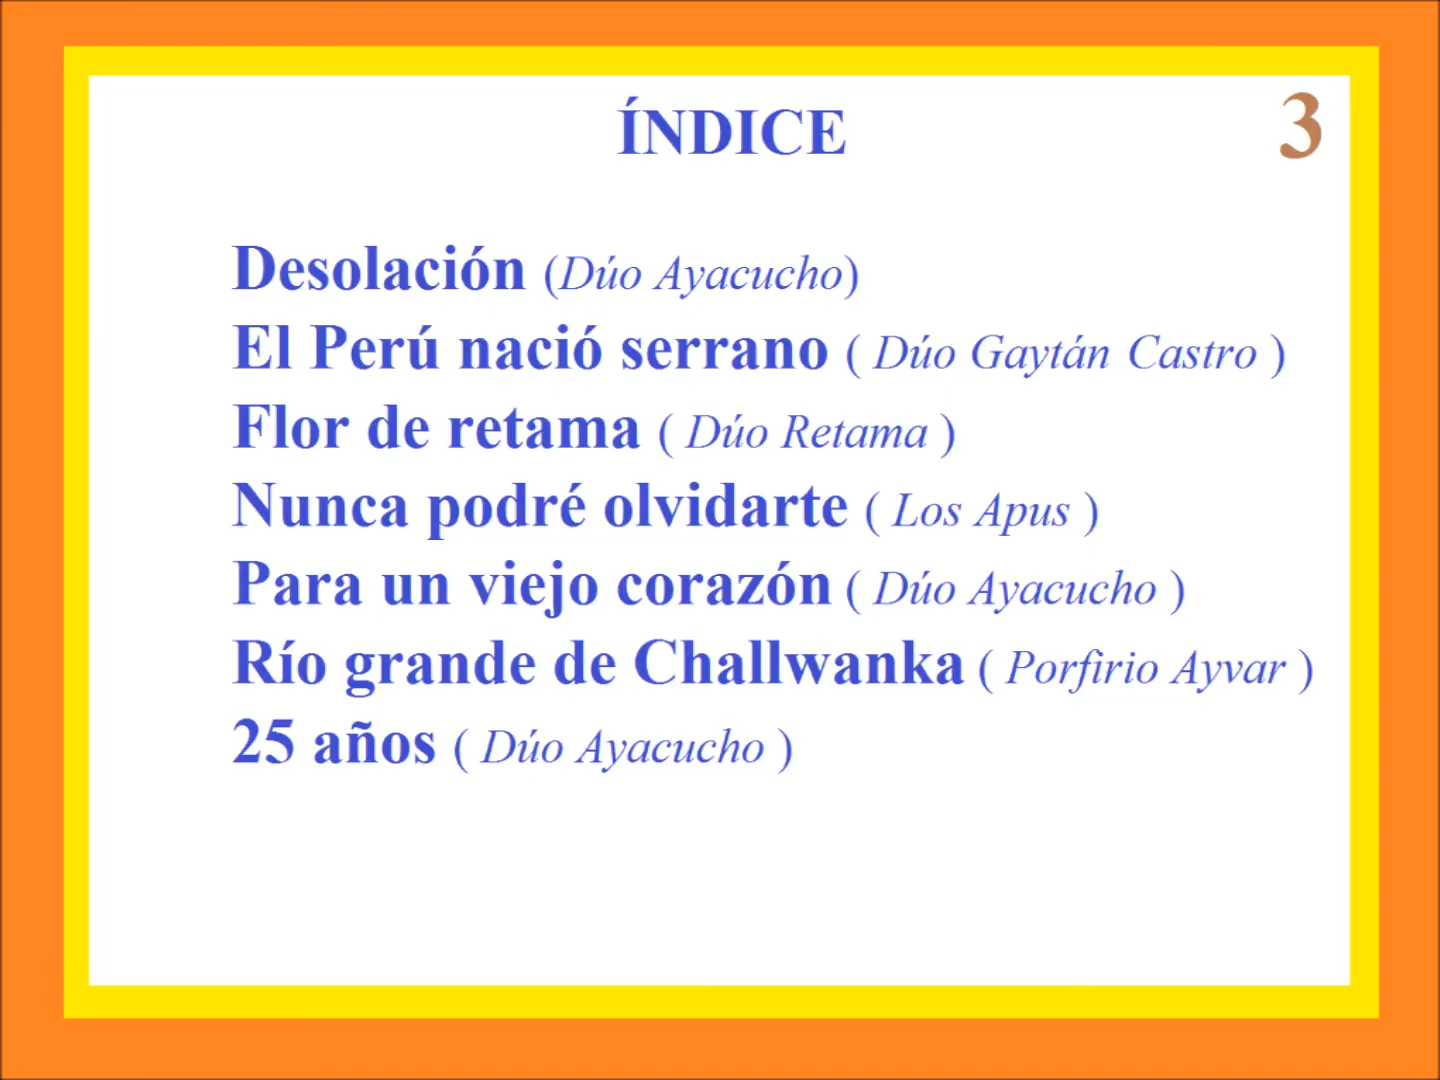 ÍNDICE
3
Desolación (Dúo Ayacucho)
El Perú nació serrano ( Dúo Gaytán Castro )
Flor de retama ( Dúo Retama )
Nunca podré olvidarte ( Los Apus )
Para un viejo corazón ( Dúo Ayacucho )
Río grande de Challwanka ( Porfirio Ayvar )
25 años ( Dúo Ayacucho )